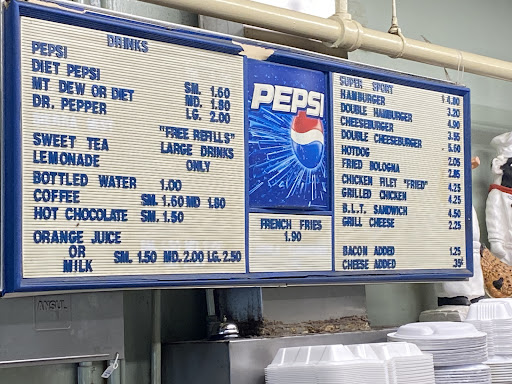 DRINKS
PEPSI
DIET PEPSI SM. 1.60
MT DEW OR DIET MD. 1.80
DR. PEPPER LG. 2.00
"FREE REFILLS"
SWEET TEA LARGE DRINKS
LEMONADE ONLY
BOTTLED WATER 1.00
COFFEE SM. 1.60 MD 1.80
HOT CHOCOLATE SM. 1.50
ORANGE JUICE
OR
MILK SM. 1.50 MD. 2.00 LG. 2.50
PEPSI
FRENCH FRIES
1.90
SUPER SPORT 4.80
HAMBURGER 3.20
DOUBLE HAMBURGER 4.90
CHEESEBURGER 3.55
DOUBLE CHEESEBURGER 5.60
HOTDOG 2.05
FRIED BOLOGNA 2.85
CHICKEN FILET "FRIED" 4.25
GRILLED CHICKEN 4.25
B.L.T. SANDWICH 4.50
GRILL CHEESE 2.25
BACON ADDED 1.25
CHEESE ADDED .35